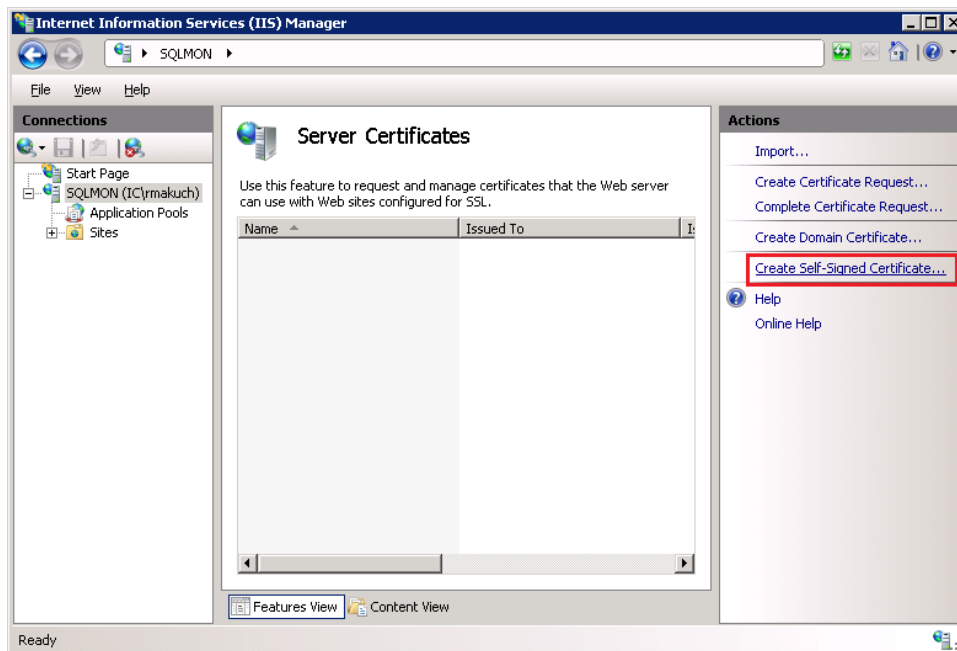 Internet Information Services (IIS) Manager
SQLMON
File View Help
Connections
Start Page
SQLMON (IC\rmakuch)
Application Pools
Sites
Server Certificates
Use this feature to request and manage certificates that the Web server
can use with Web sites configured for SSL.
Name Issued To
Features View Content View
Actions
Import...
Create Certificate Request...
Complete Certificate Request...
Create Domain Certificate...
Create Self-Signed Certificate...
Help
Online Help
Ready